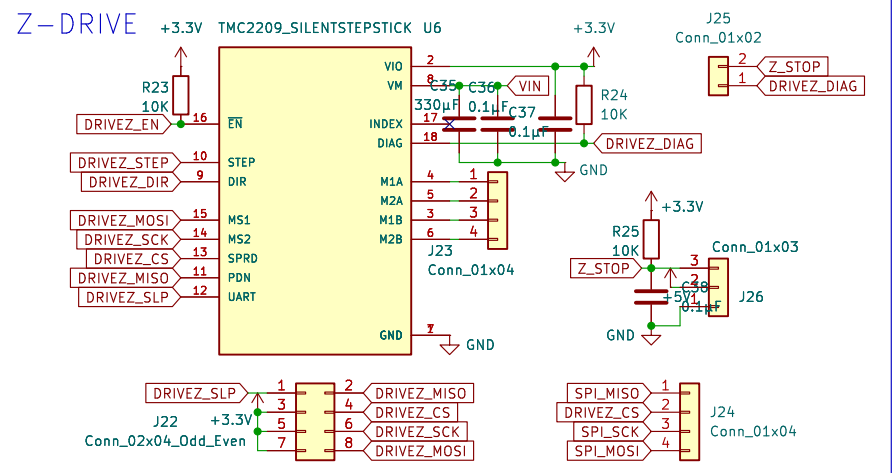 Z-DRIVE
+3.3V
TMC2209_SILENTSTEPSTICK U6
+3.3V
J25
Conn_01x02
R23
10K
DRIVEZ_EN
16
EN
VIO
2
VM
8
VIN
C35
330µF
C36
0.1µF
C37
0.1µF
R24
10K
2
Z_STOP
1
DRIVEZ_DIAG
INDEX
17
DIAG
18
DRIVEZ_DIAG
GND
DRIVEZ_STEP
10
STEP
DRIVEZ_DIR
9
DIR
M1A
4
1
M2A
5
2
M1B
3
3
M2B
6
4
J23
Conn_01x04
DRIVEZ_MOSI
15
MS1
DRIVEZ_SCK
14
MS2
DRIVEZ_CS
13
SPRD
DRIVEZ_MISO
11
PDN
DRIVEZ_SLP
12
UART
GND
GND
+3.3V
R25
10K
Z_STOP
Conn_01x03
3
2
1
J26
+5V
C38
0.1µF
GND
DRIVEZ_SLP
1
2
DRIVEZ_MISO
3
4
DRIVEZ_CS
5
6
DRIVEZ_SCK
7
8
DRIVEZ_MOSI
J22
+3.3V
Conn_02x04_Odd_Even
SPI_MISO
1
DRIVEZ_CS
2
SPI_SCK
3
SPI_MOSI
4
J24
Conn_01x04